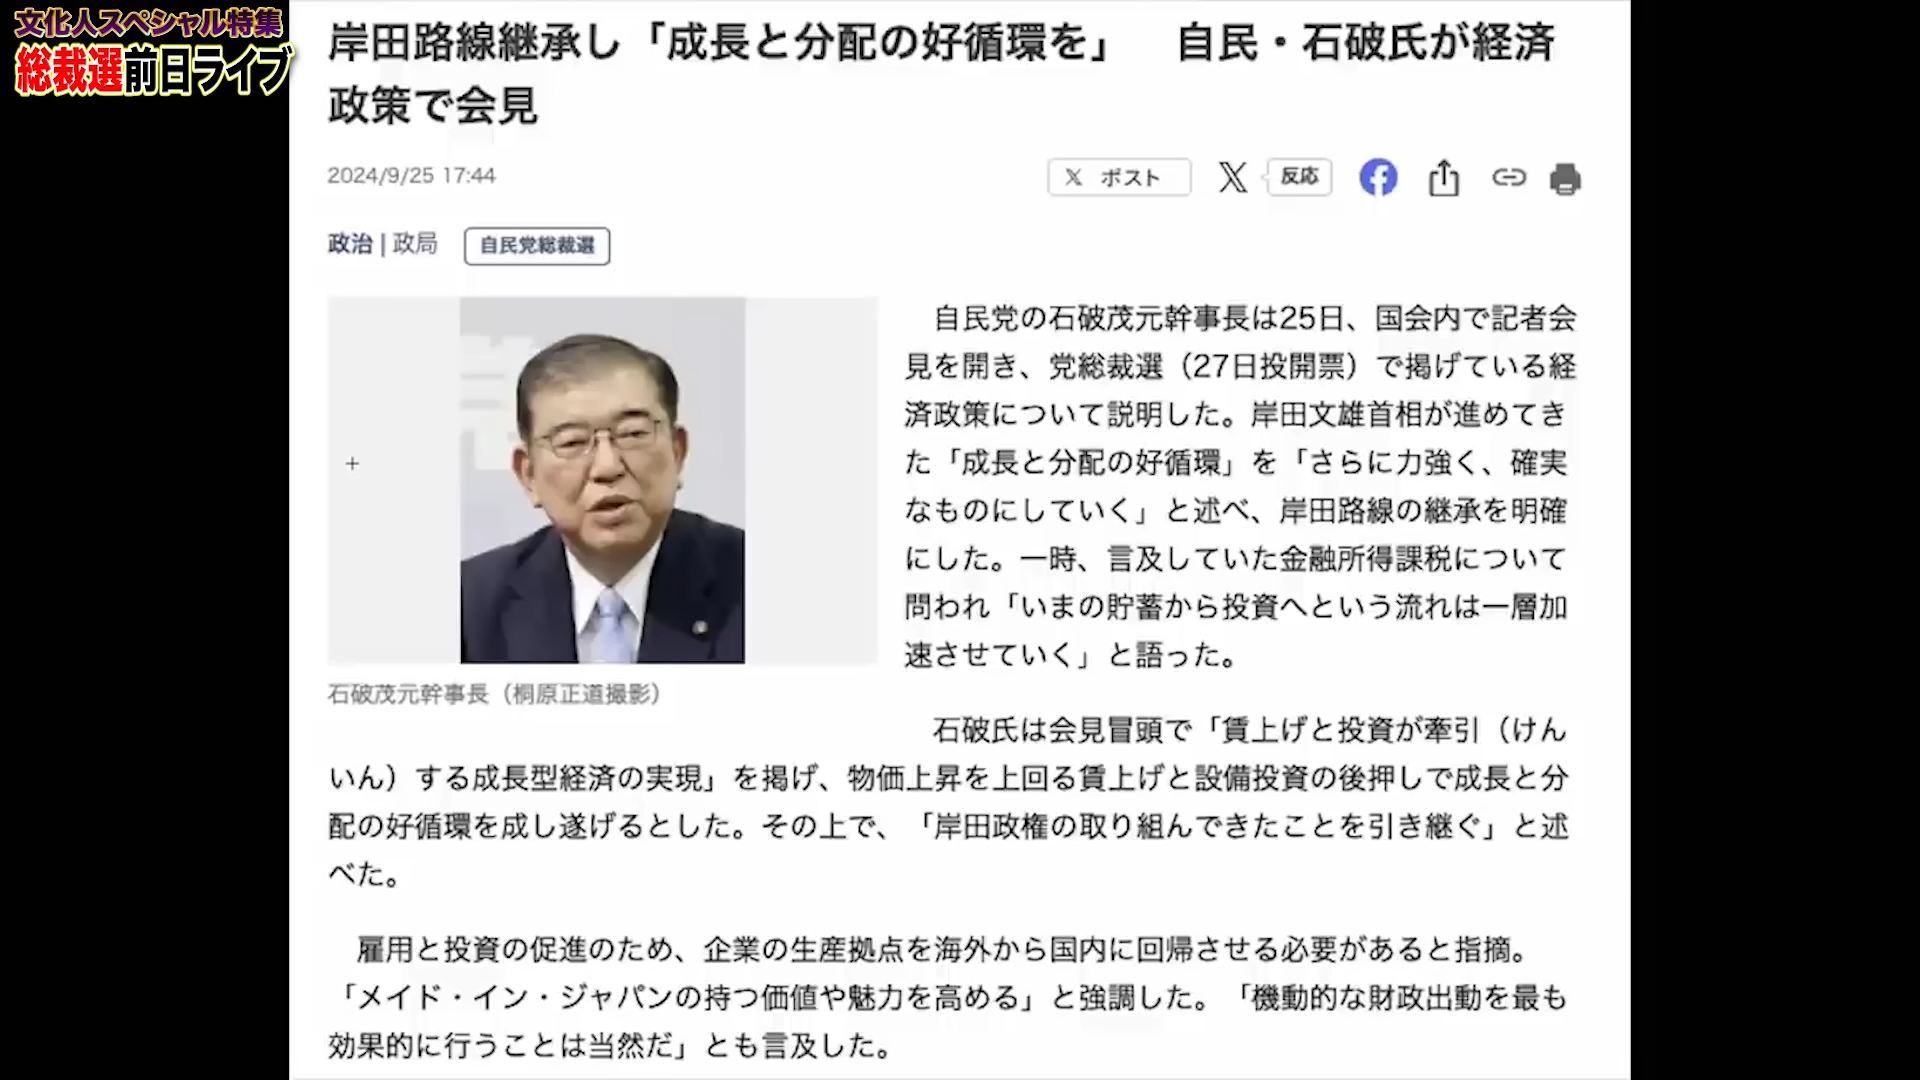 文化人スペシャル特集
総裁選前日ライブ
岸田路線継承し「成長と分配の好循環を」　自民・石破氏が経済
政策で会見
2024/9/25 17:44
X ポスト
X 反応
政治 | 政局
自民党総裁選
自民党の石破茂元幹事長は25日、国会内で記者会
見を開き、党総裁選（27日投開票）で掲げている経
済政策について説明した。岸田文雄首相が進めてき
た「成長と分配の好循環」を「さらに力強く、確実
なものにしていく」と述べ、岸田路線の継承を明確
にした。一時、言及していた金融所得課税について
問われ「いまの貯蓄から投資へという流れは一層加
速させていく」と語った。
石破茂元幹事長（桐原正道撮影）
石破氏は会見冒頭で「賃上げと投資が牽引（けん
いん）する成長型経済の実現」を掲げ、物価上昇を上回る賃上げと設備投資の後押しで成長と分
配の好循環を成し遂げるとした。その上で、「岸田政権の取り組んできたことを引き継ぐ」と述
べた。
雇用と投資の促進のため、企業の生産拠点を海外から国内に回帰させる必要があると指摘。
「メイド・イン・ジャパンの持つ価値や魅力を高める」と強調した。「機動的な財政出動を最も
効果的に行うことは当然だ」とも言及した。